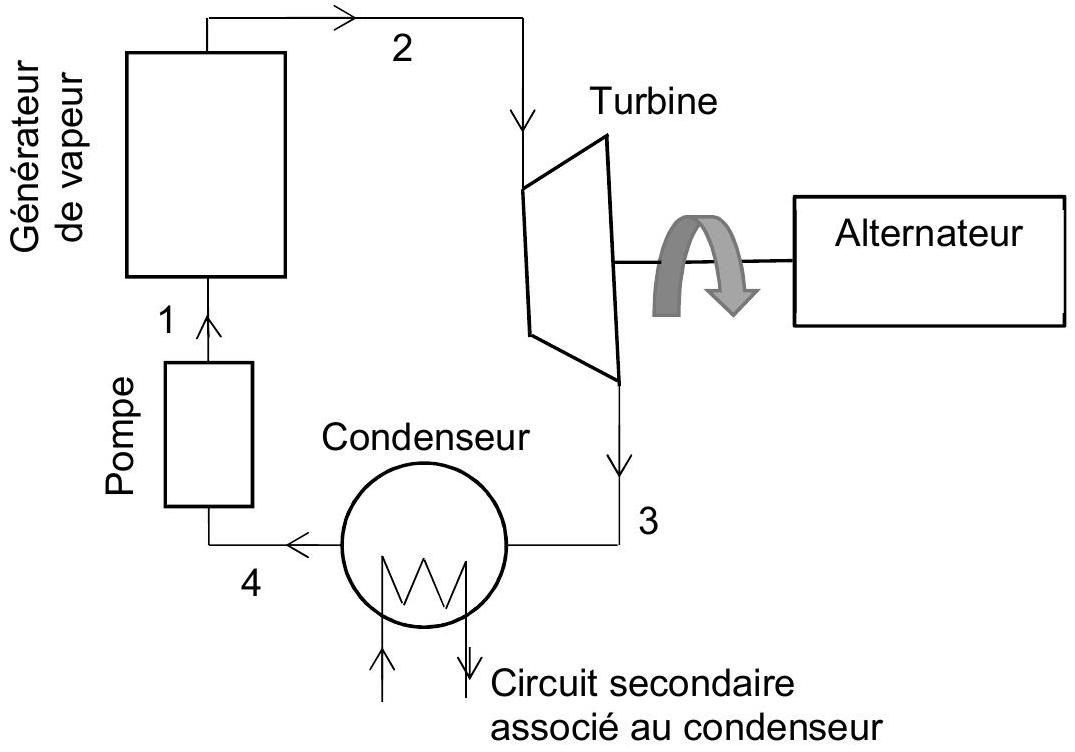 Générateur
de vapeur
2
Turbine
Alternateur
1
Pompe
Condenseur
3
4
Circuit secondaire
associé au condenseur